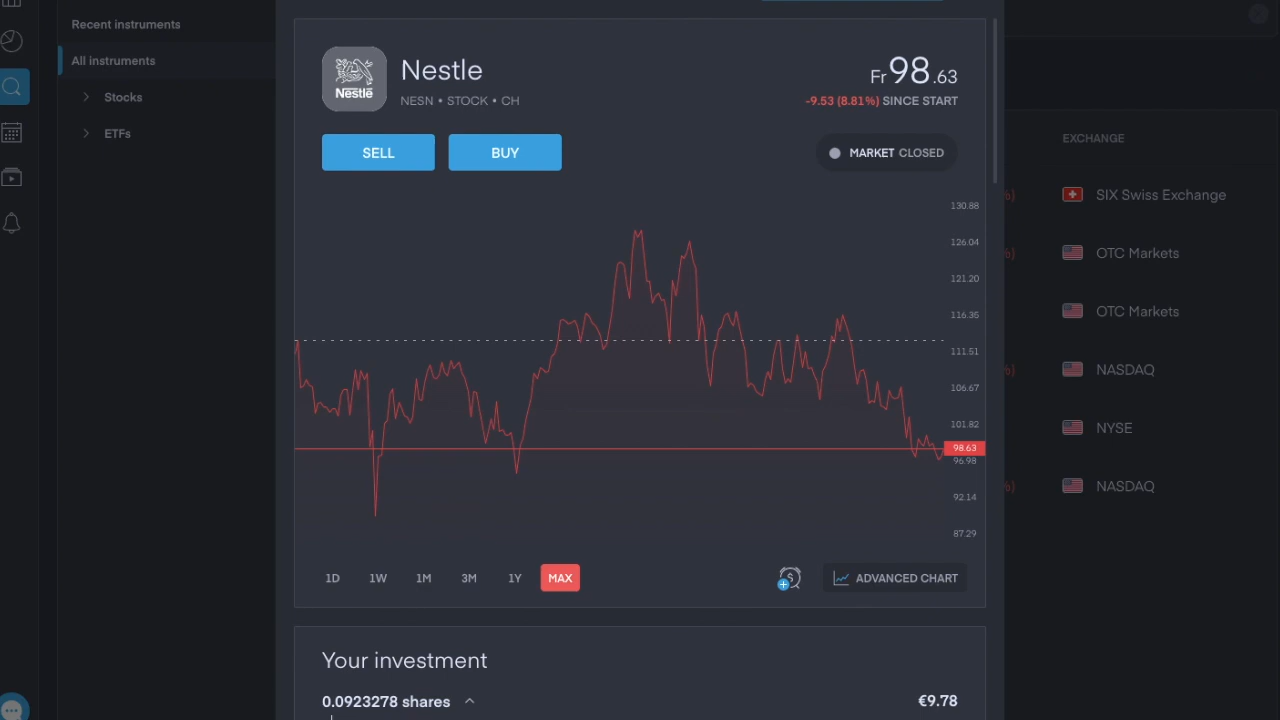 Recent instruments
All instruments
Stocks
ETFs
Nestlé
Nestle
NESN • STOCK • CH
Fr98.63
-9.53 (8.81%) SINCE START
SELL
BUY
MARKET CLOSED
130.88
126.04
121.20
116.35
111.51
106.67
101.82
98.63
96.98
92.14
87.29
1D 1W 1M 3M 1Y MAX
ADVANCED CHART
Your investment
0.0923278 shares
€9.78
EXCHANGE
SIX Swiss Exchange
OTC Markets
OTC Markets
NASDAQ
NYSE
NASDAQ